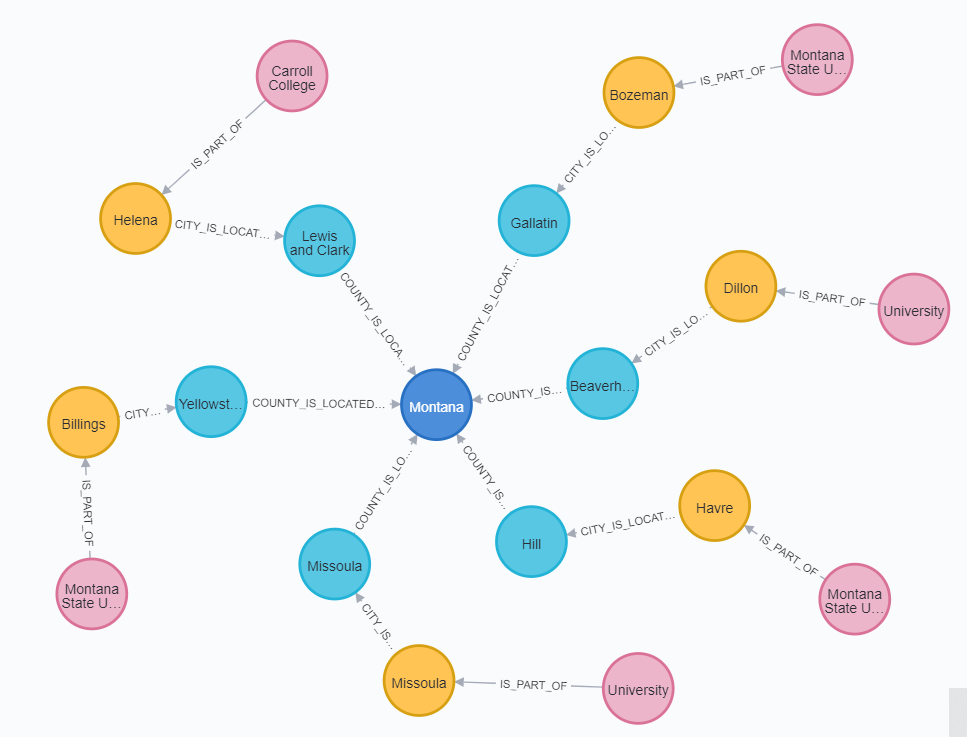 Carroll
College
IS_PART_OF
Helena
CITY_IS_LOCAT…
Lewis
and Clark
COUNTY_IS_LOCA…
Montana
State U…
IS_PART_OF
Bozeman
CITY_IS_LO…
Gallatin
COUNTY_IS_LOCAT…
Dillon
IS_PART_OF
University
CITY_IS_LO…
Beaverh…
COUNTY_IS…
Montana
Billings
CITY…
Yellowst…
COUNTY_IS_LOCATED…
IS_PART_OF
Montana
State U…
COUNTY_IS_LO…
Missoula
CITY_IS…
Missoula
IS_PART_OF
University
COUNTY_IS…
Hill
CITY_IS_LOCAT…
Havre
IS_PART_OF
Montana
State U…